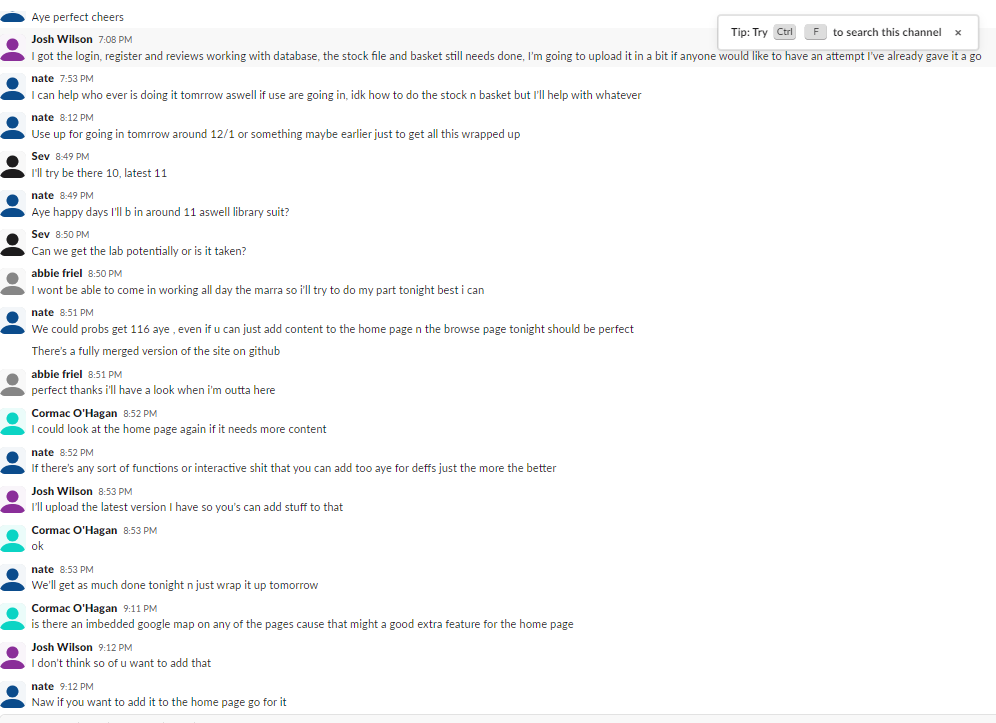 Aye perfect cheers
Tip: Try Ctrl F to search this channel ×
Josh Wilson 7:08 PM
I got the login, register and reviews working with database, the stock file and basket still needs done, I'm going to upload it in a bit if anyone would like to have an attempt I've already gave it a go
nate 7:53 PM
I can help who ever is doing it tomrrow aswell if use are going in, idk how to do the stock n basket but I'll help with whatever
nate 8:12 PM
Use up for going in tomrrow around 12/1 or something maybe earlier just to get all this wrapped up
Sev 8:49 PM
I'll try be there 10, latest 11
nate 8:49 PM
Aye happy days I'll b in around 11 aswell library suit?
Sev 8:50 PM
Can we get the lab potentially or is it taken?
abbie friel 8:50 PM
I wont be able to come in working all day the marra so i'll try to do my part tonight best i can
nate 8:51 PM
We could probs get 116 aye , even if u can just add content to the home page n the browse page tonight should be perfect
There's a fully merged version of the site on github
abbie friel 8:51 PM
perfect thanks i'll have a look when i'm outta here
Cormac O'Hagan 8:52 PM
I could look at the home page again if it needs more content
nate 8:52 PM
If there's any sort of functions or interactive shit that you can add too aye for deffs just the more the better
Josh Wilson 8:53 PM
I'll upload the latest version I have so you's can add stuff to that
Cormac O'Hagan 8:53 PM
ok
nate 8:53 PM
We'll get as much done tonight n just wrap it up tomorrow
Cormac O'Hagan 9:11 PM
is there an imbedded google map on any of the pages cause that might a good extra feature for the home page
Josh Wilson 9:12 PM
I don't think so of u want to add that
nate 9:12 PM
Naw if you want to add it to the home page go for it